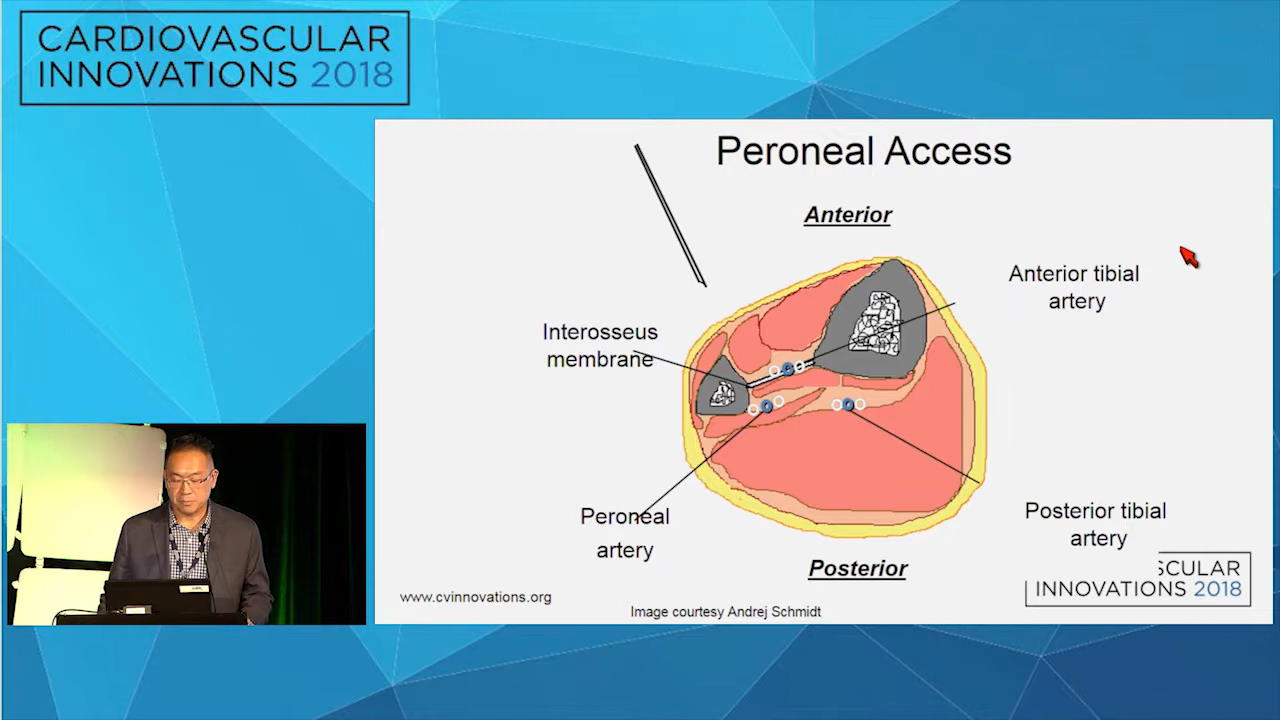 CARDIOVASCULAR
INNOVATIONS 2018
Peroneal Access
Anterior
Anterior tibial
artery
Interosseus
membrane
Peroneal
artery
Posterior tibial
artery
Posterior
SCULAR
INNOVATIONS 2018
www.cvinnovations.org
Image courtesy Andrej Schmidt